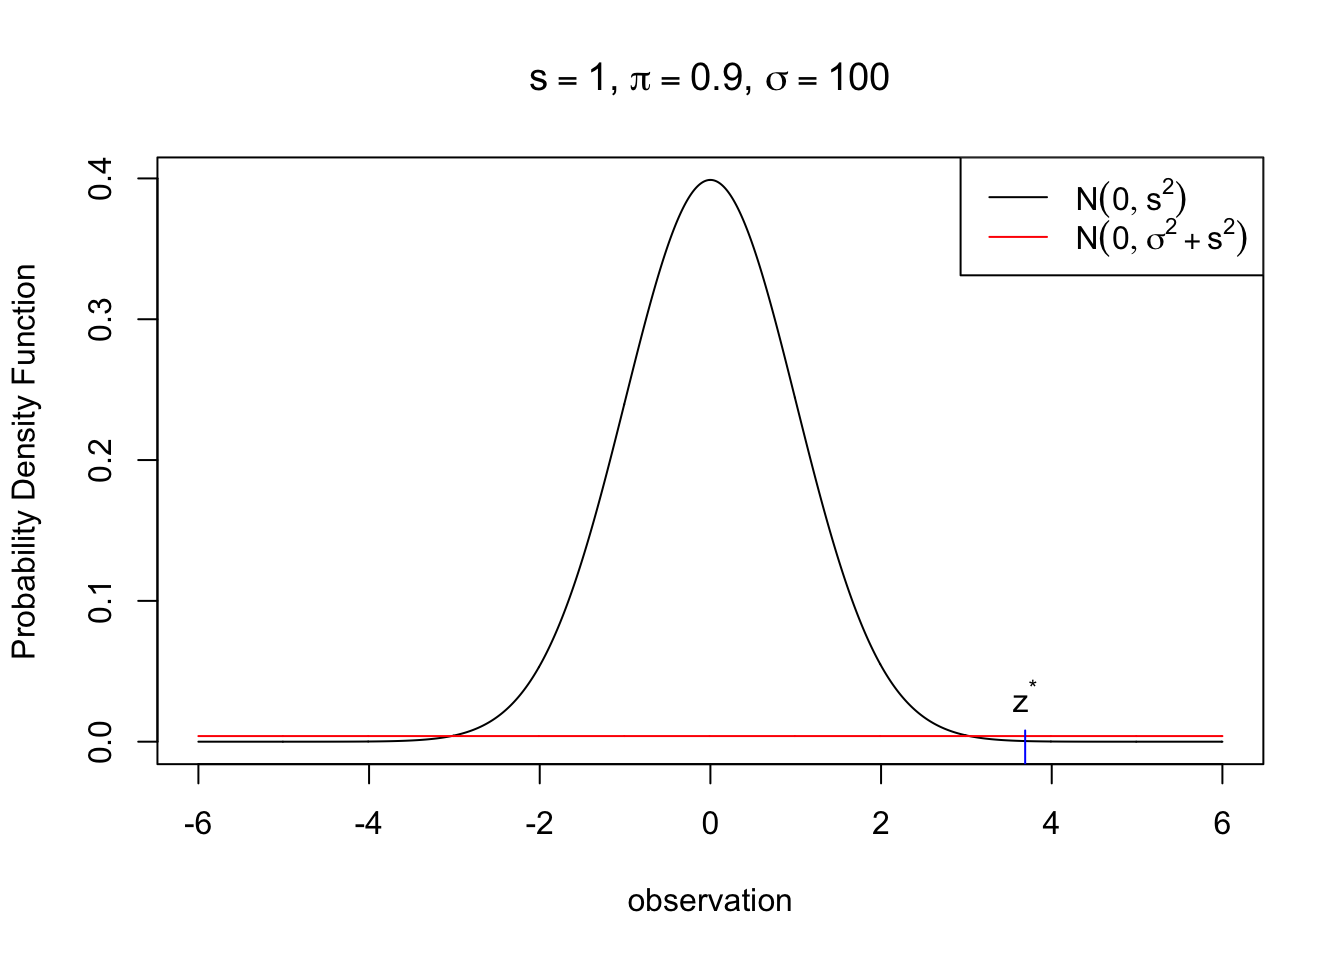 s = 1, π = 0.9, σ = 100
N(0, s²)
N(0, σ² + s²)
Probability Density Function
0.4
0.3
0.2
0.1
0.0
z*
-6 -4 -2 0 2 4 6
observation